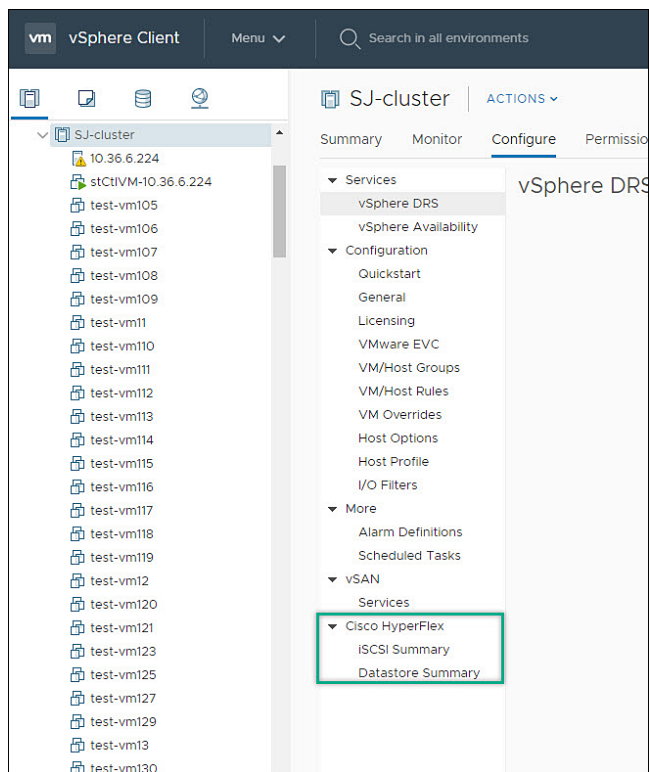 vm vSphere Client Menu Search in all environments
SJ-cluster
10.36.6.224
stCtlVM-10.36.6.224
test-vm105
test-vm106
test-vm107
test-vm108
test-vm109
test-vm11
test-vm110
test-vm111
test-vm112
test-vm113
test-vm114
test-vm115
test-vm116
test-vm117
test-vm118
test-vm119
test-vm12
test-vm120
test-vm121
test-vm123
test-vm125
test-vm127
test-vm129
test-vm13
test-vm130
SJ-cluster ACTIONS
Summary Monitor Configure Permissio
Services
vSphere DRS
vSphere Availability
Configuration
Quickstart
General
Licensing
VMware EVC
VM/Host Groups
VM/Host Rules
VM Overrides
Host Options
Host Profile
I/O Filters
More
Alarm Definitions
Scheduled Tasks
vSAN
Services
Cisco HyperFlex
iSCSI Summary
Datastore Summary
vSphere DRS